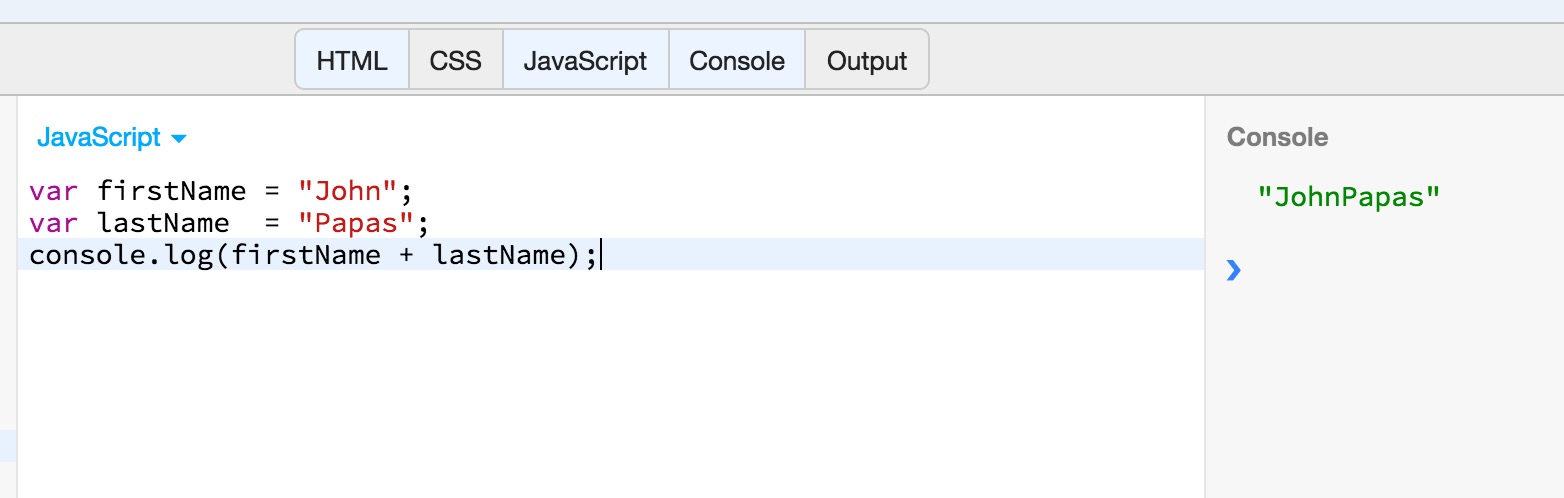 HTML CSS JavaScript Console Output
JavaScript
var firstName = "John";
var lastName  = "Papas";
console.log(firstName + lastName);
Console
"JohnPapas"